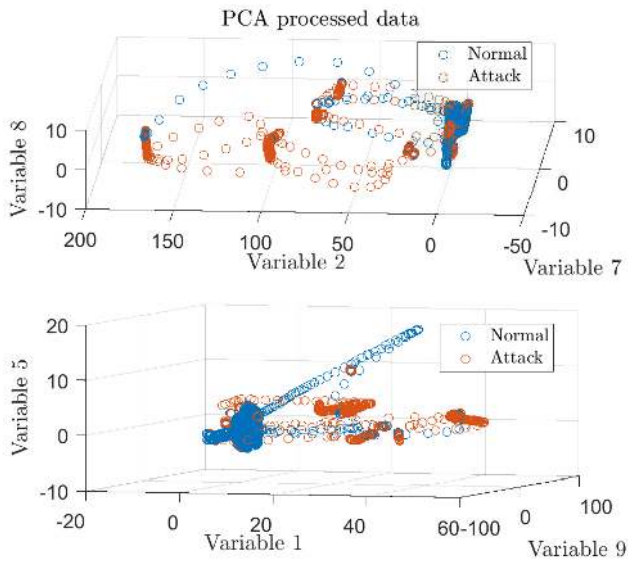 PCA processed data
Normal
Attack
Variable 8
10
0
-10
200
150
100
50
0
-50
Variable 2
10
0
-10
Variable 7
Normal
Attack
Variable 5
20
10
0
-10
-20
0
20
40
60
-100
0
100
Variable 1
Variable 9